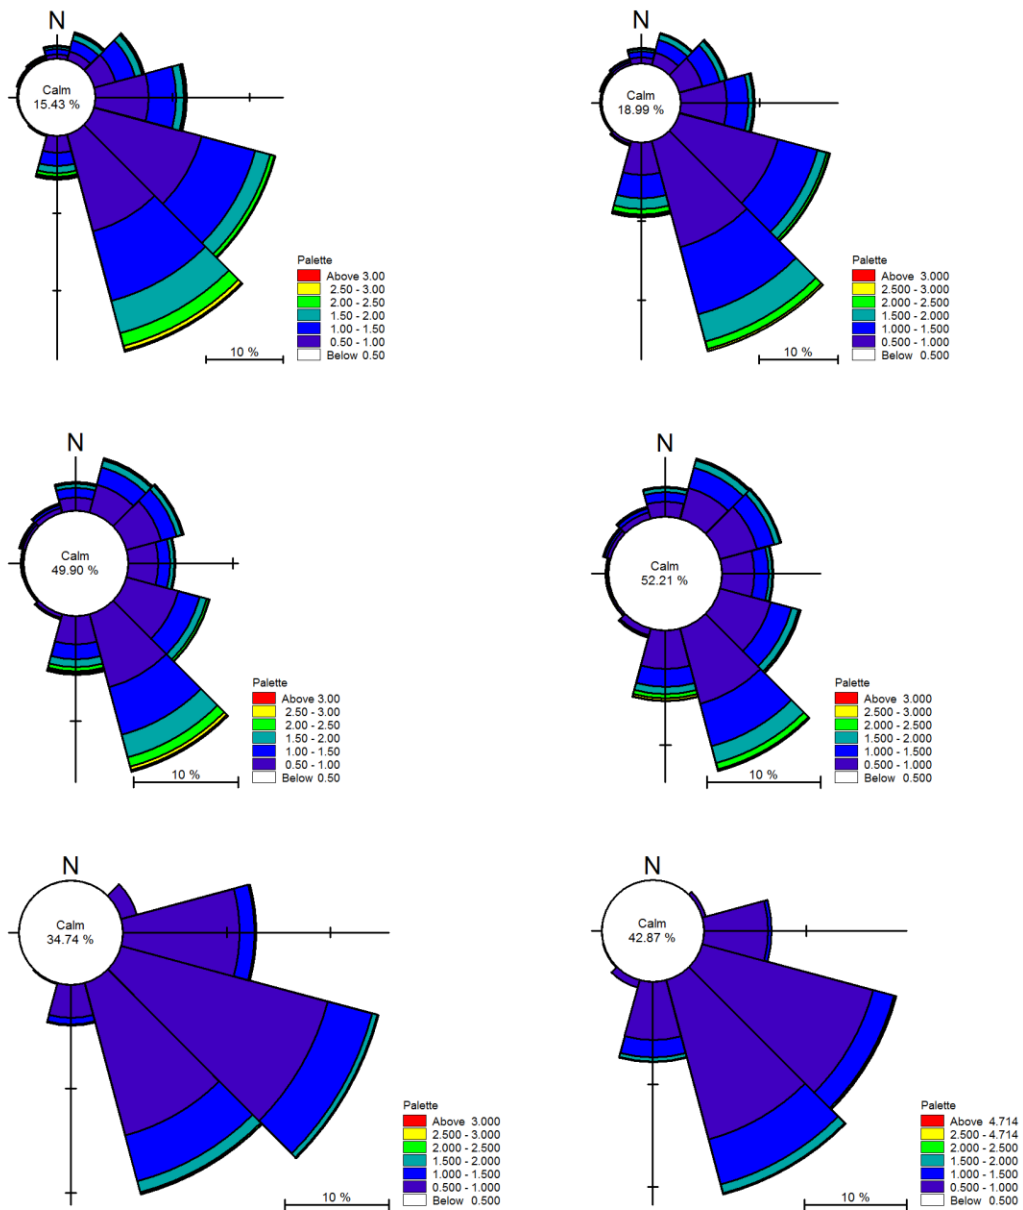 N
Calm
15.43 %
Palette
Above 3.00
2.50 - 3.00
2.00 - 2.50
1.50 - 2.00
1.00 - 1.50
0.50 - 1.00
Below 0.50
10 %
N
Calm
18.99 %
Palette
Above 3.000
2.500 - 3.000
2.000 - 2.500
1.500 - 2.000
1.000 - 1.500
0.500 - 1.000
Below 0.500
10 %
N
Calm
49.90 %
Palette
Above 3.00
2.50 - 3.00
2.00 - 2.50
1.50 - 2.00
1.00 - 1.50
0.50 - 1.00
Below 0.50
10 %
N
Calm
52.21 %
Palette
Above 3.000
2.500 - 3.000
2.000 - 2.500
1.500 - 2.000
1.000 - 1.500
0.500 - 1.000
Below 0.500
10 %
N
Calm
34.74 %
Palette
Above 3.000
2.500 - 3.000
2.000 - 2.500
1.500 - 2.000
1.000 - 1.500
0.500 - 1.000
Below 0.500
10 %
N
Calm
42.87 %
Palette
Above 4.714
2.500 - 4.714
2.000 - 2.500
1.500 - 2.000
1.000 - 1.500
0.500 - 1.000
Below 0.500
10 %